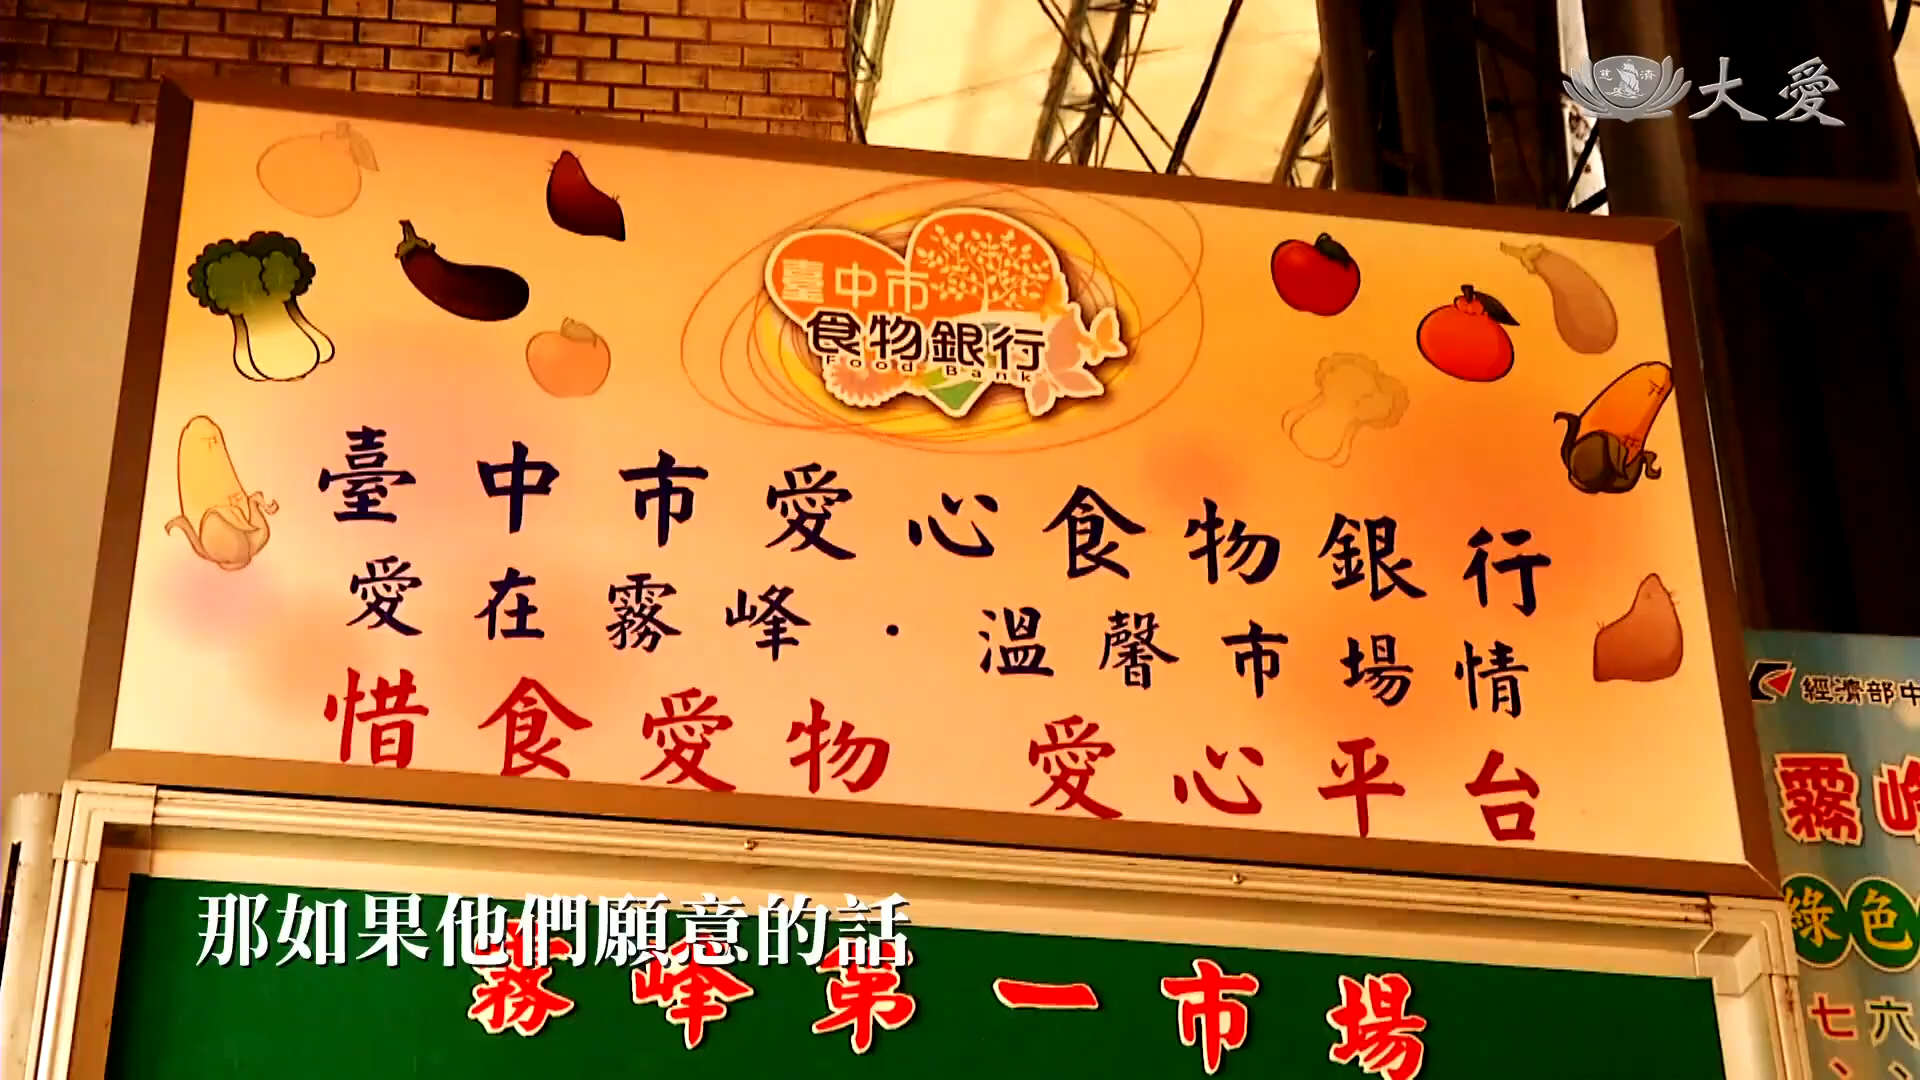 慈濟
大愛
臺中市
食物銀行
Food Bank
臺中市愛心食物銀行
愛在霧峰·溫馨市場情
惜食愛物 愛心平台
霧峰第一市場
那如果他們願意的話
經濟部中
霧峰
綠色
七、
六、